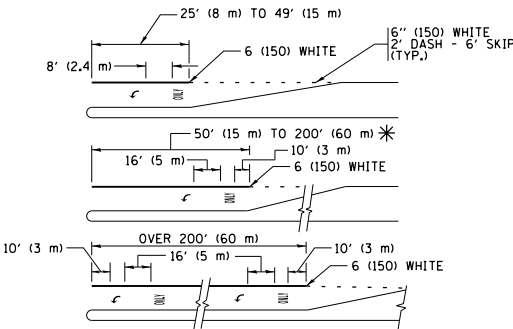 25' (8 m) TO 49' (15 m)
6" (150) WHITE
2' DASH - 6' SKIP
(TYP.)
6 (150) WHITE
8' (2.4 m)
ONLY
50' (15 m) TO 200' (60 m) *
10' (3 m)
16' (5 m)
6 (150) WHITE
ONLY
OVER 200' (60 m)
10' (3 m)
16' (5 m)
10' (3 m)
6 (150) WHITE
ONLY
ONLY